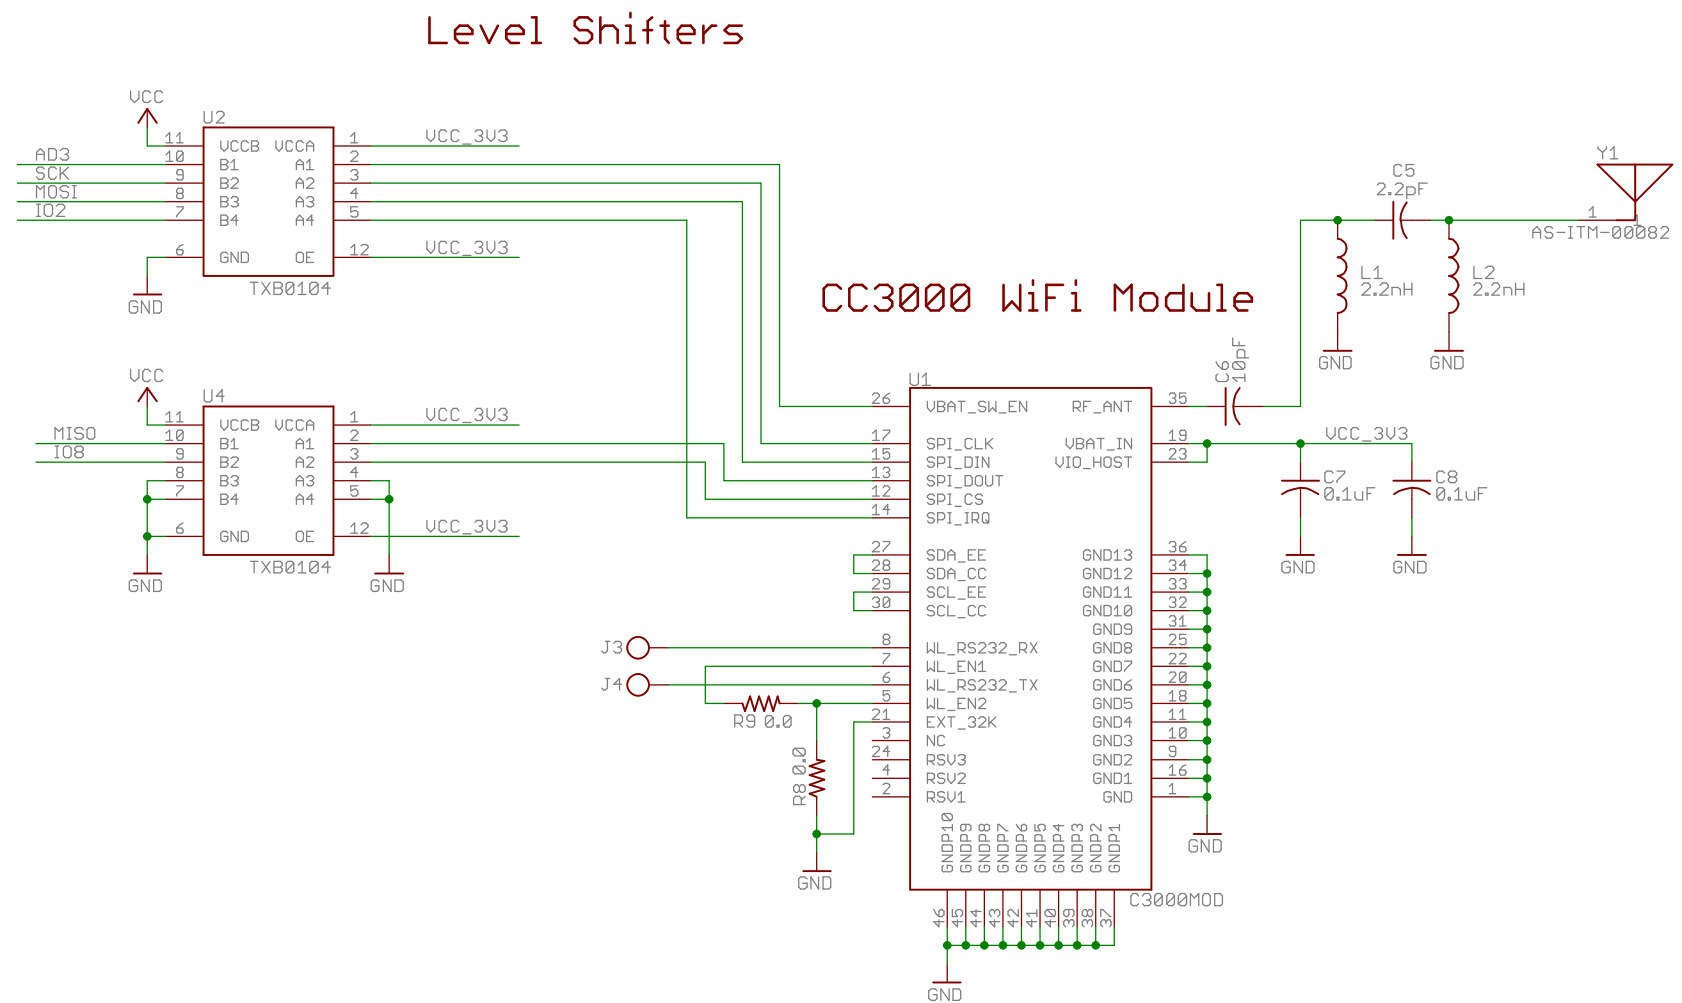 Level Shifters
VCC
U2
11 VCCB VCCA 1 VCC_3V3
AD3 10 B1 A1 2
SCK 9 B2 A2 3
MOSI 8 B3 A3 4
IO2 7 B4 A4 5
6 GND OE 12 VCC_3V3
TXB0104
GND
VCC
U4
11 VCCB VCCA 1 VCC_3V3
MISO 10 B1 A1 2
IO8 9 B2 A2 3
8 B3 A3 4
7 B4 A4 5
6 GND OE 12 VCC_3V3
TXB0104
GND
GND
Y1
C5
2.2pF
1
1
AS-ITM-00082
L1
2.2nH
L2
2.2nH
GND
GND
CC3000 WiFi Module
C6
10pF
U1
26 VBAT_SW_EN RF_ANT 35
17 SPI_CLK VBAT_IN 19 VCC_3V3
15 SPI_DIN VIO_HOST 23
13 SPI_DOUT
12 SPI_CS
14 SPI_IRQ
C7
0.1uF
C8
0.1uF
GND
GND
27 SDA_EE GND13 36
28 SDA_CC GND12 34
29 SCL_EE GND11 33
30 SCL_CC GND10 32
GND9 31
J3 8 WL_RS232_RX GND8 25
7 WL_EN1 GND7 22
J4 6 WL_RS232_TX GND6 20
5 WL_EN2 GND5 18
R9 0.0 21 EXT_32K GND4 11
3 NC GND3 10
24 RSV3 GND2 9
4 RSV2 GND1 16
2 RSV1 GND 1
R8 0.0
GND
GND
GNDP10 GNDP9 GNDP8 GNDP7 GNDP6 GNDP5 GNDP4 GNDP3 GNDP2 GNDP1
C3000MOD
46 45 44 43 42 41 40 39 38 37
GND